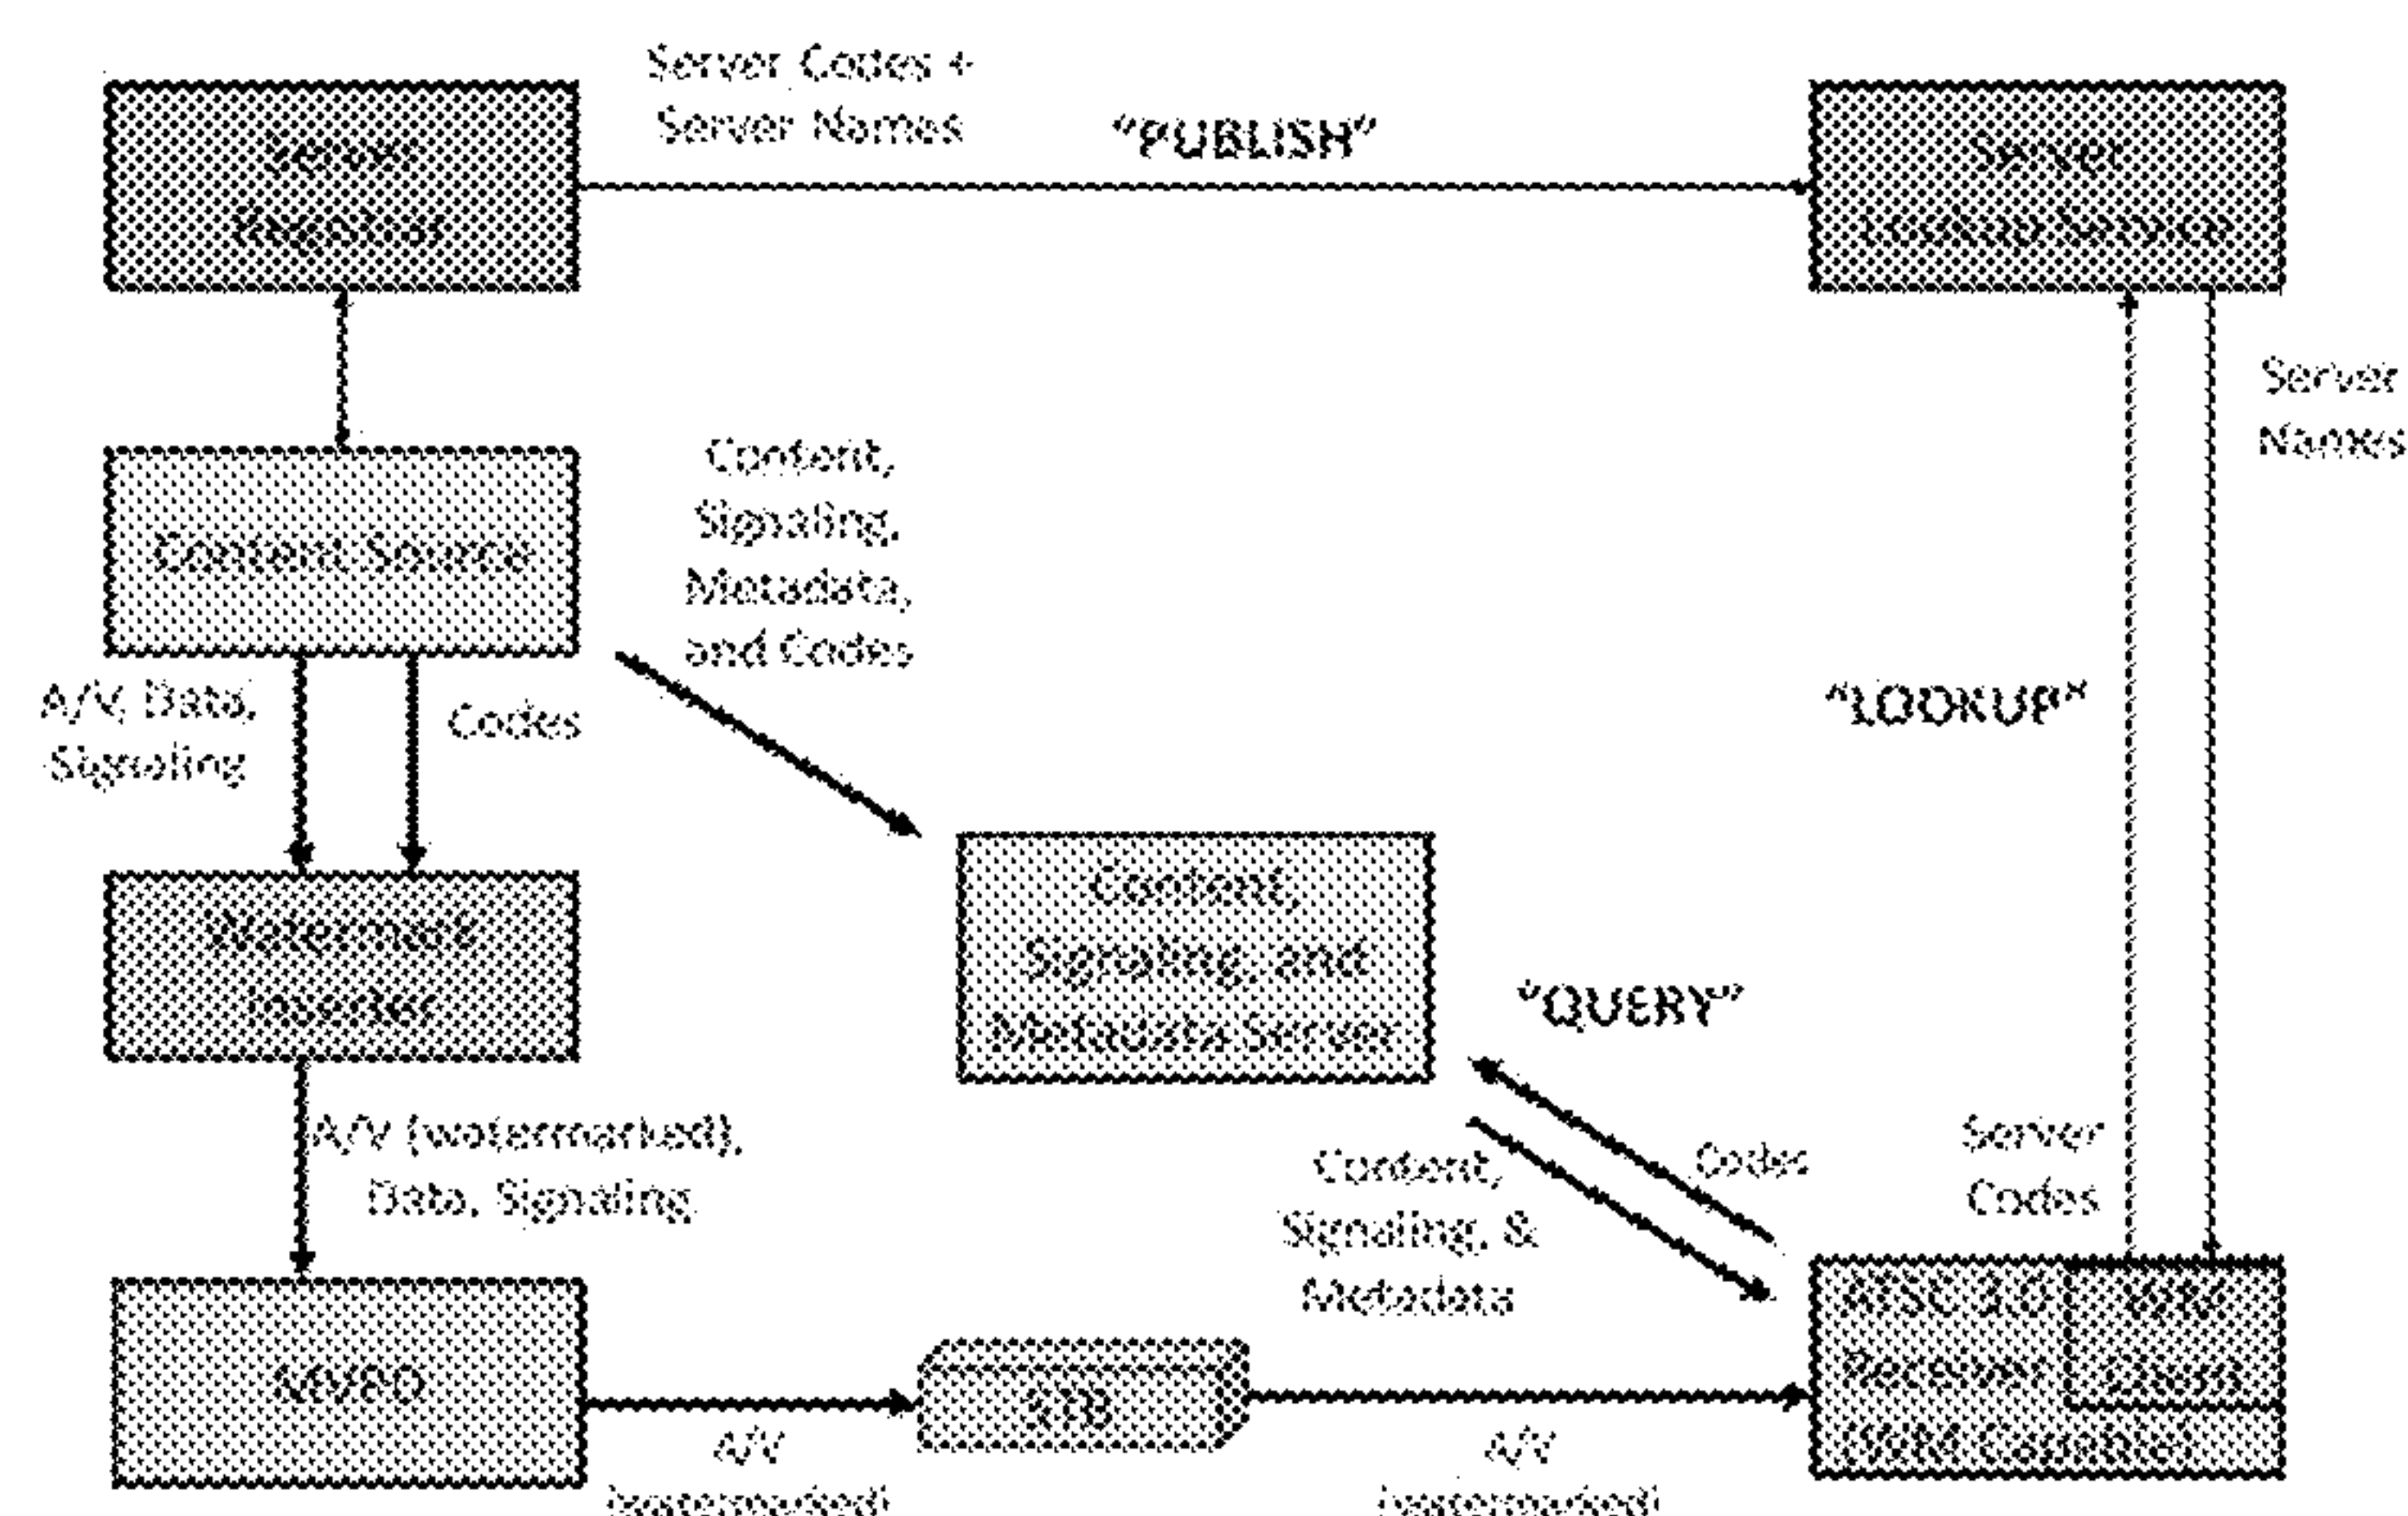 Server Codes +
Server Names
"PUBLISH"
Server
Registrar
Server
Lookup Service
Server
Names
Content Source
Content,
Signaling,
Metadata,
and Codes
A/V, Data,
Signaling
Codes
"LOOKUP"
Watermark
Inserter
Content,
Signaling, and
Metadata Server
"QUERY"
A/V (watermarked),
Data, Signaling
Content,
Signaling, &
Metadata
Codes
Server
Codes
MVPD
STB
ATSC 3.0
Receiver
(WM Capable)
WM
Client
A/V
(watermarked)
A/V
(watermarked)